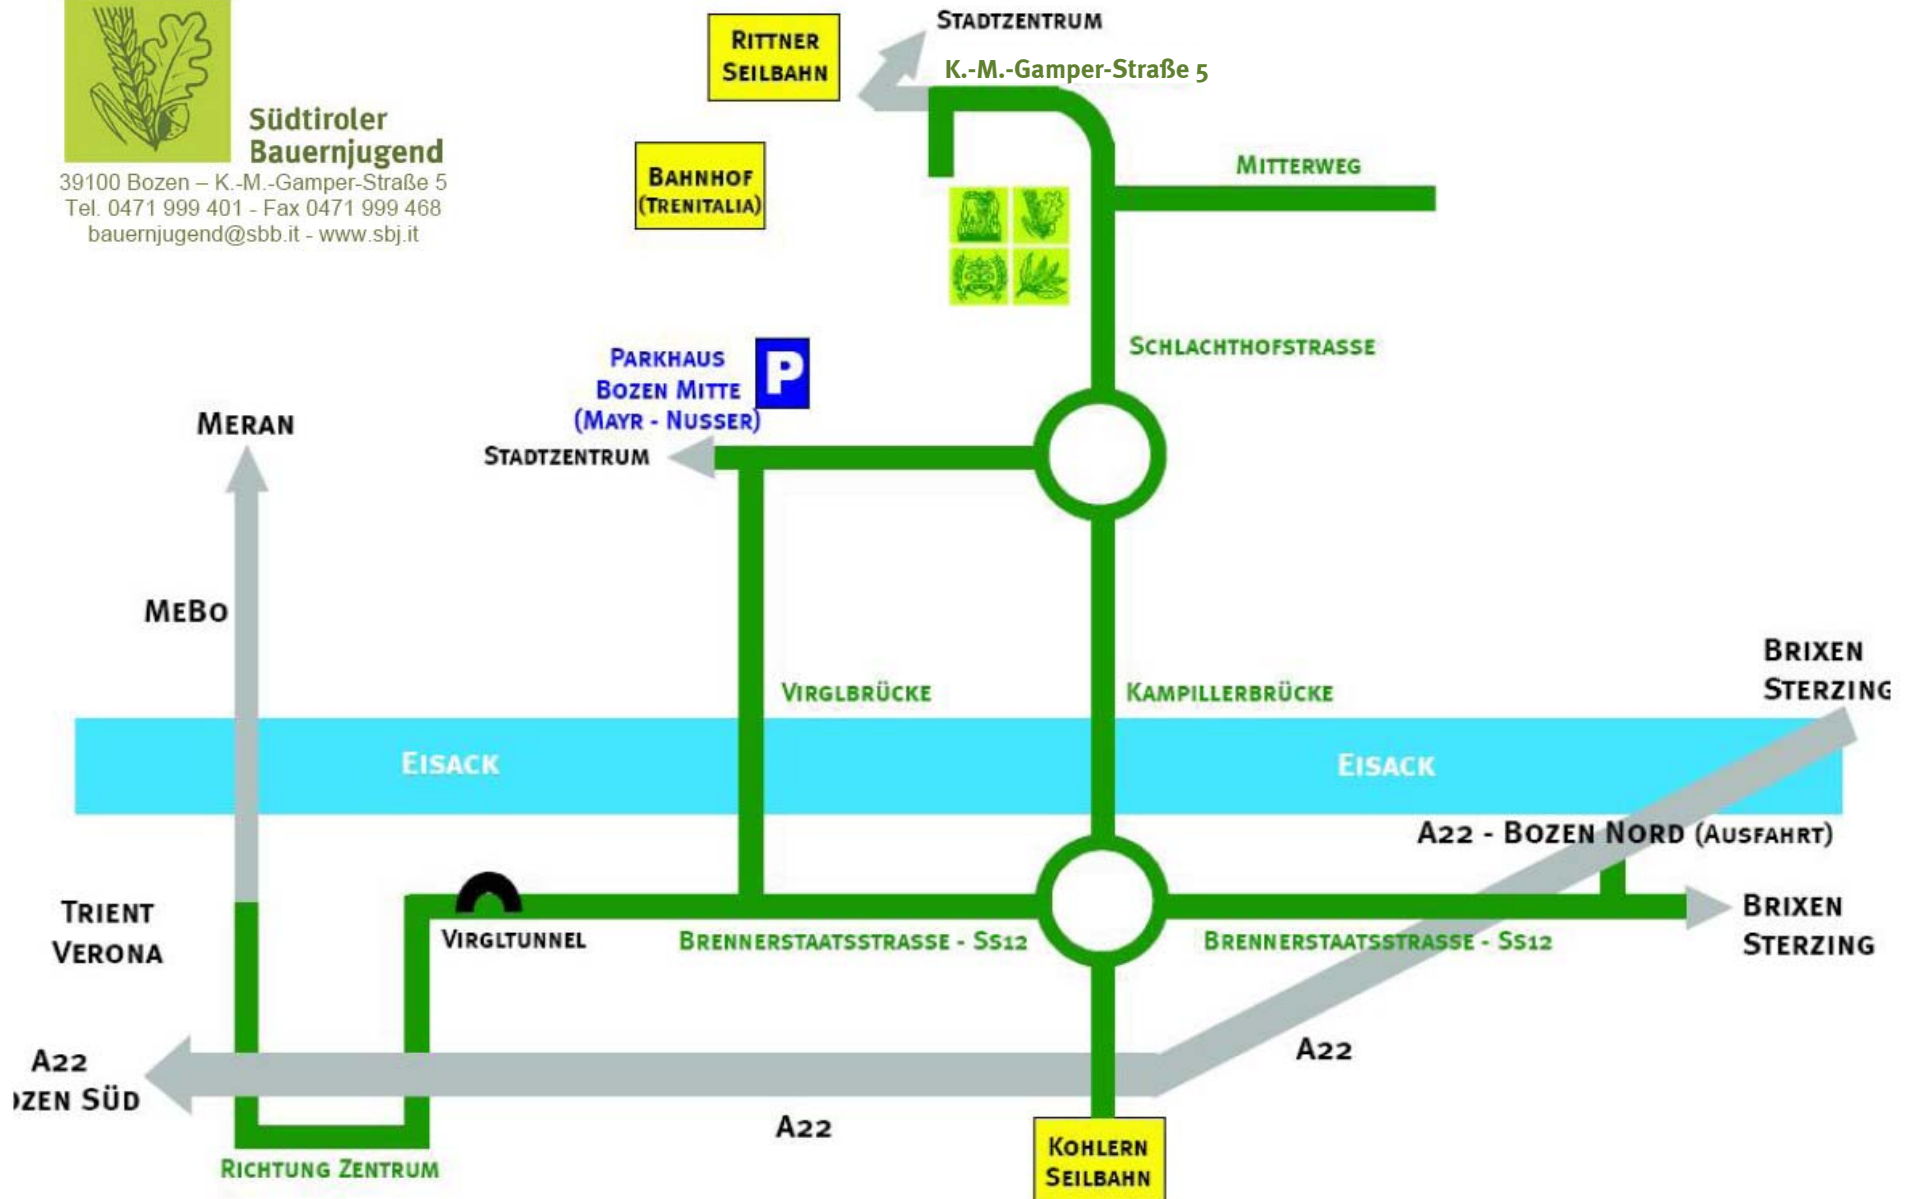 Südtiroler
Bauernjugend
39100 Bozen – K.-M.-Gamper-Straße 5
Tel. 0471 999 401 - Fax 0471 999 468
bauernjugend@sbb.it - www.sbj.it
STADTZENTRUM
RITTNER
SEILBAHN
K.-M.-Gamper-Straße 5
BAHNHOF
(TRENITALIA)
MITTERWEG
SCHLACHTHOFSTRASSE
PARKHAUS
BOZEN MITTE
(MAYR - NUSSER)
P
STADTZENTRUM
MERAN
MEBO
VIRGLBRÜCKE
KAMPILLERBRÜCKE
BRIXEN
STERZING
EISACK
EISACK
A22 - BOZEN NORD (AUSFAHRT)
TRIENT
VERONA
VIRGLTUNNEL
BRENNERSTAATSSTRASSE - SS12
BRENNERSTAATSSTRASSE - SS12
BRIXEN
STERZING
A22
OZEN SÜD
A22
A22
RICHTUNG ZENTRUM
KOHLERN
SEILBAHN